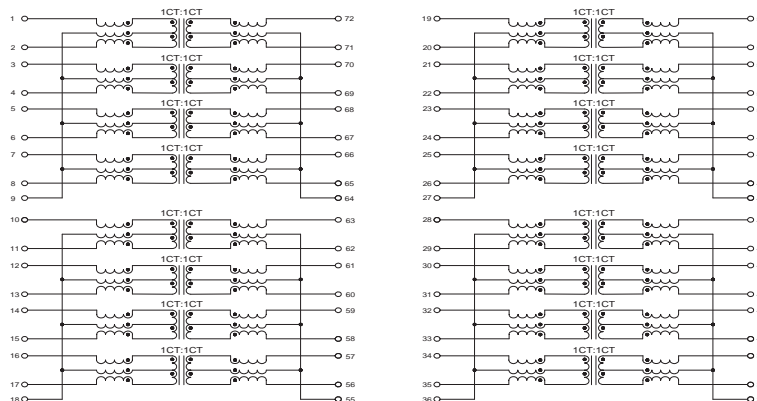 1CT:1CT 1CT:1CT
1 72 19
2 71 20
1CT:1CT 1CT:1CT
3 70 21
4 69 22
1CT:1CT 1CT:1CT
5 68 23
6 67 24
1CT:1CT 1CT:1CT
7 66 25
8 65 26
9 64 27
1CT:1CT 1CT:1CT
10 63 28
11 62 29
1CT:1CT 1CT:1CT
12 61 30
13 60 31
1CT:1CT 1CT:1CT
14 59 32
15 58 33
1CT:1CT 1CT:1CT
16 57 34
17 56 35
18 55 36